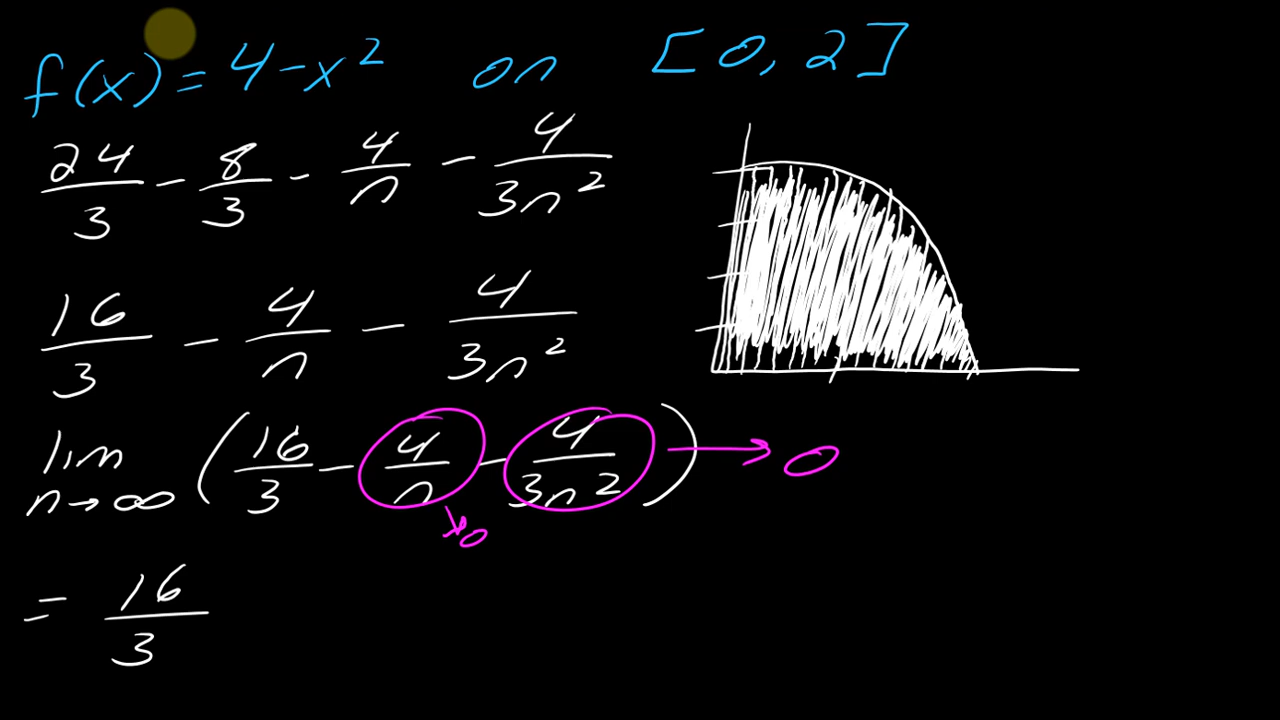 f(x) = 4 - x² on [0, 2]
24/3 - 8/3 - 4/n - 4/3n²
16/3 - 4/n - 4/3n²
lim n→∞ (16/3 - 4/n - 4/3n²) → 0
→ 0
= 16/3